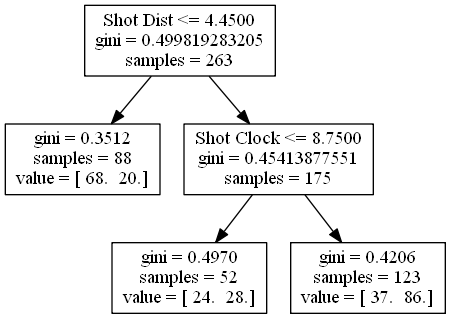 Shot Dist <= 4.4500
gini = 0.499819283205
samples = 263
gini = 0.3512
samples = 88
value = [ 68.  20.]
Shot Clock <= 8.7500
gini = 0.45413877551
samples = 175
gini = 0.4970
samples = 52
value = [ 24.  28.]
gini = 0.4206
samples = 123
value = [ 37.  86.]